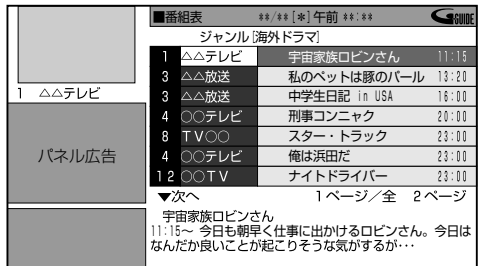 ■番組表 **/** [*] 午前 **:** G GUIDE
ジャンル [海外ドラマ]
1 △△テレビ 宇宙家族ロビンさん 11:15
3 △△放送 私のペットは豚のパール 13:20
3 △△放送 中学生日記 in USA 16:00
4 ○○テレビ 刑事コンニャク 20:00
8 TV○○ スター・トラック 23:00
4 ○○テレビ 俺は浜田だ 23:00
12 ○○TV ナイトドライバー 23:00
▼次へ 1ページ／全 2ページ
1 △△テレビ
パネル広告
宇宙家族ロビンさん
11:15～ 今日も朝早く仕事に出かけるロビンさん。今日は
なんだか良いことが起こりそうな気がするが・・・